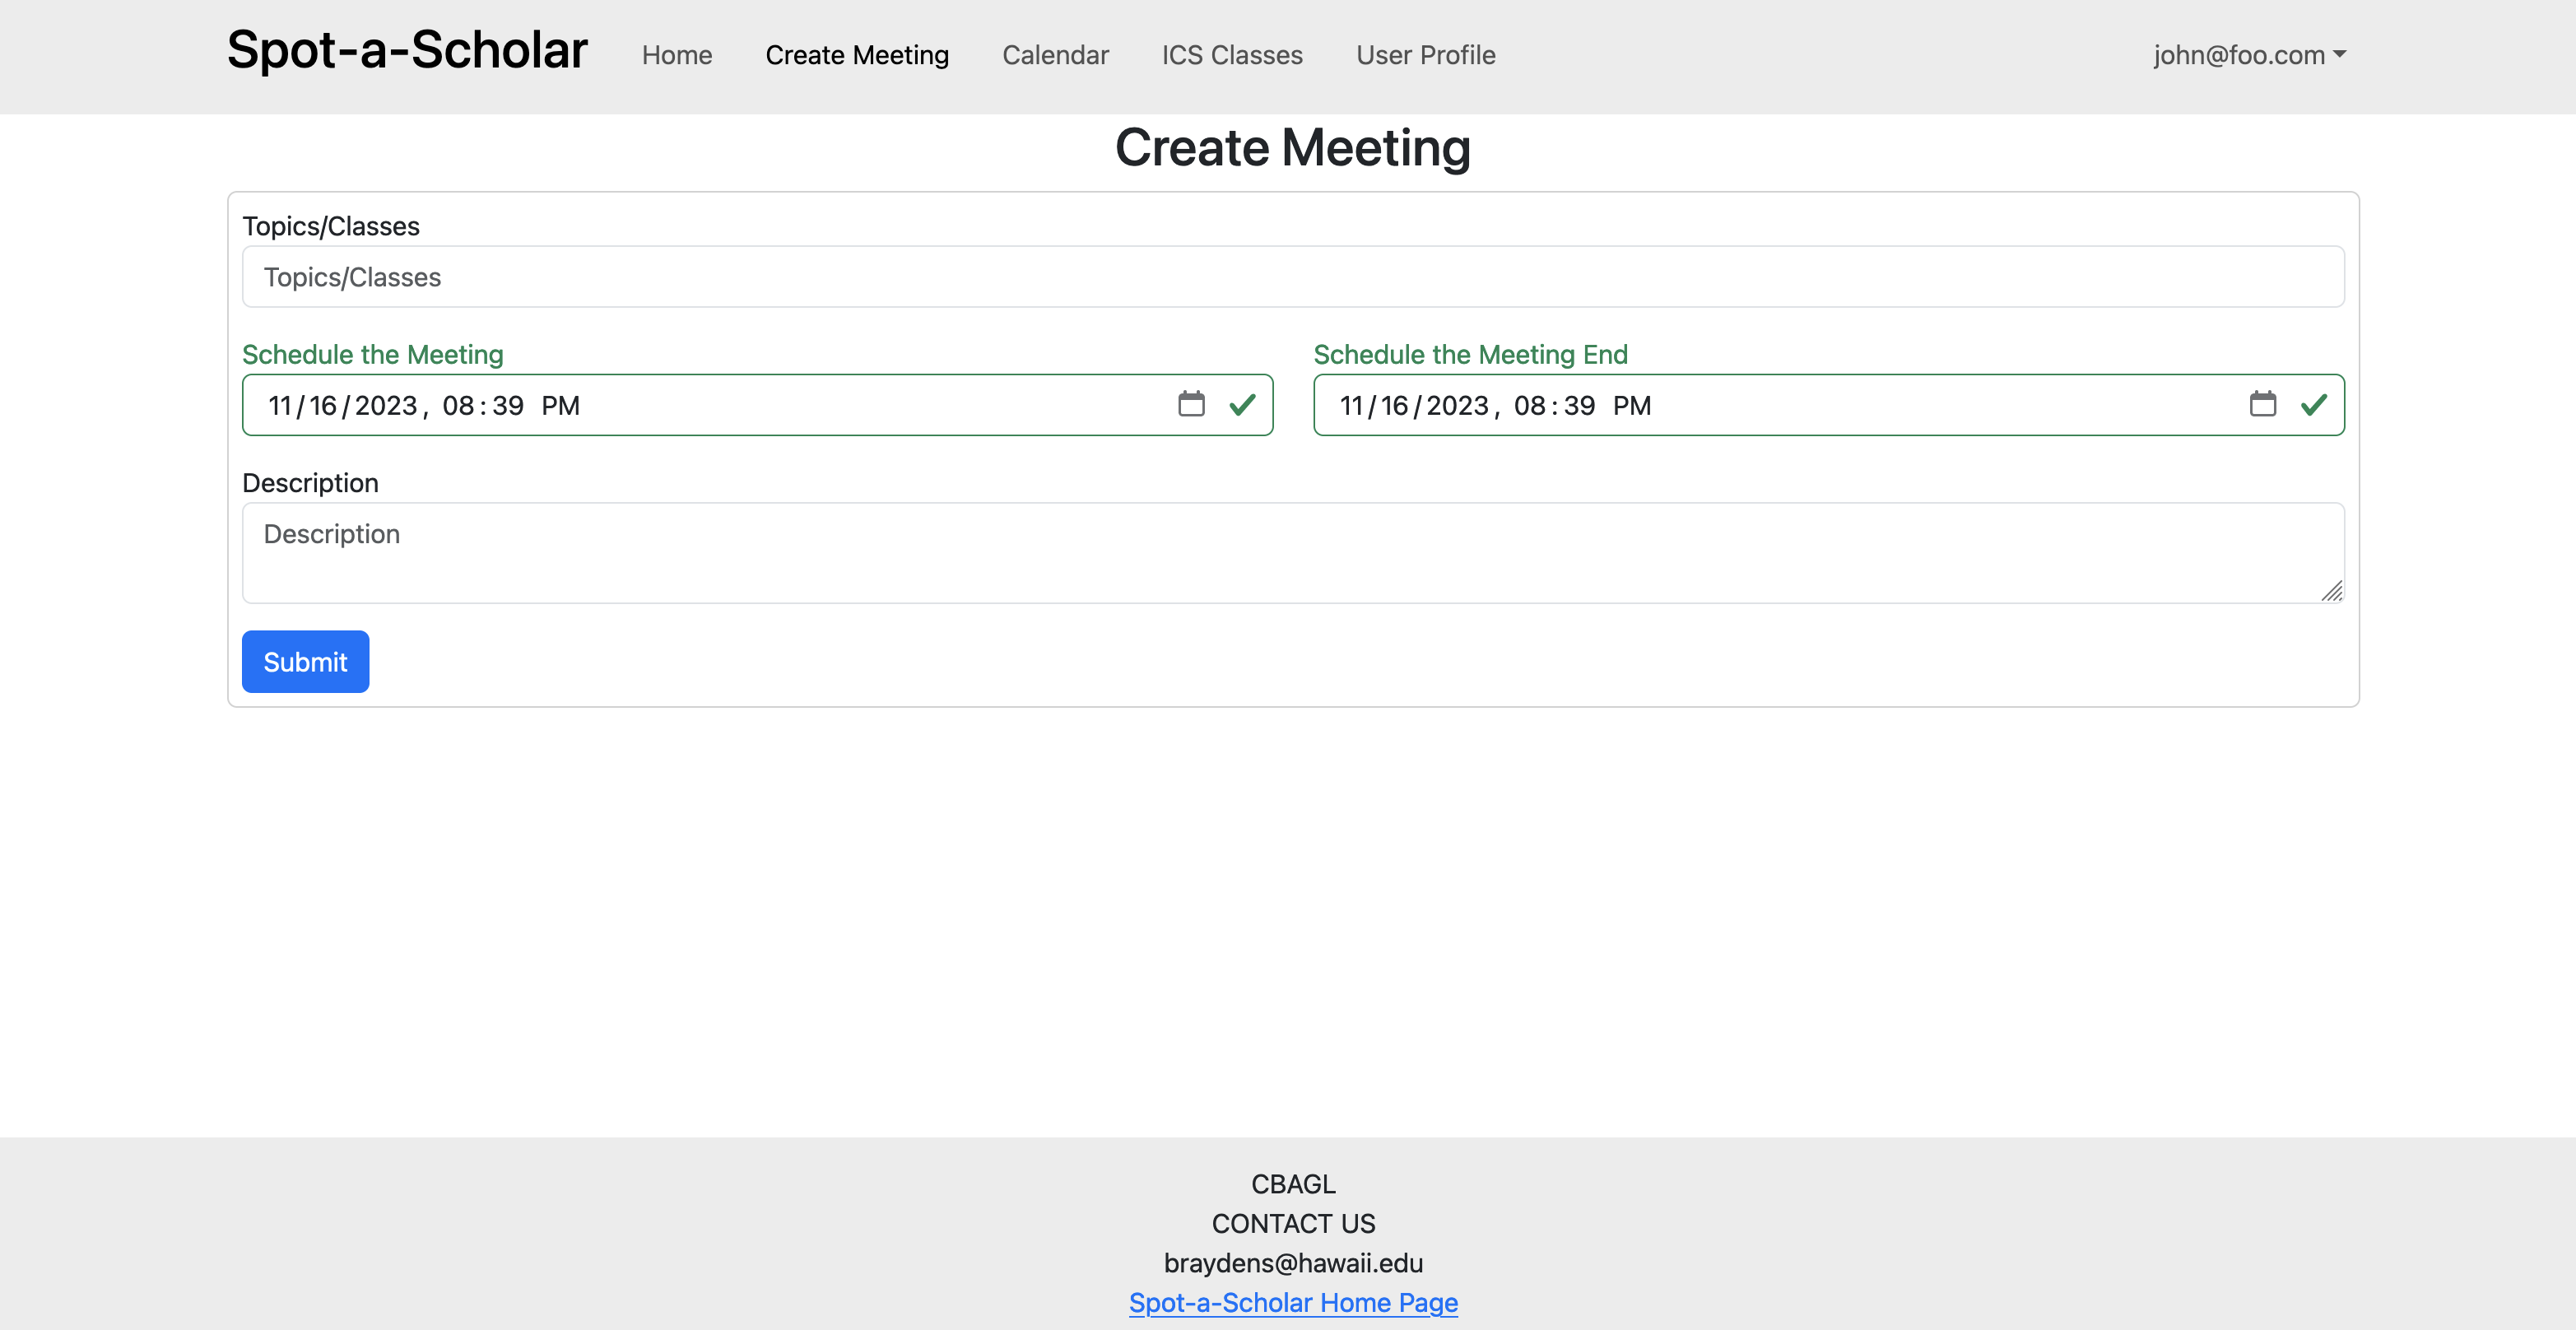 Spot-a-Scholar Home Create Meeting Calendar ICS Classes User Profile john@foo.com
Create Meeting
Topics/Classes
Topics/Classes
Schedule the Meeting Schedule the Meeting End
11/16/2023, 08:39 PM 11/16/2023, 08:39 PM
Description
Description
Submit
CBAGL
CONTACT US
braydens@hawaii.edu
Spot-a-Scholar Home Page